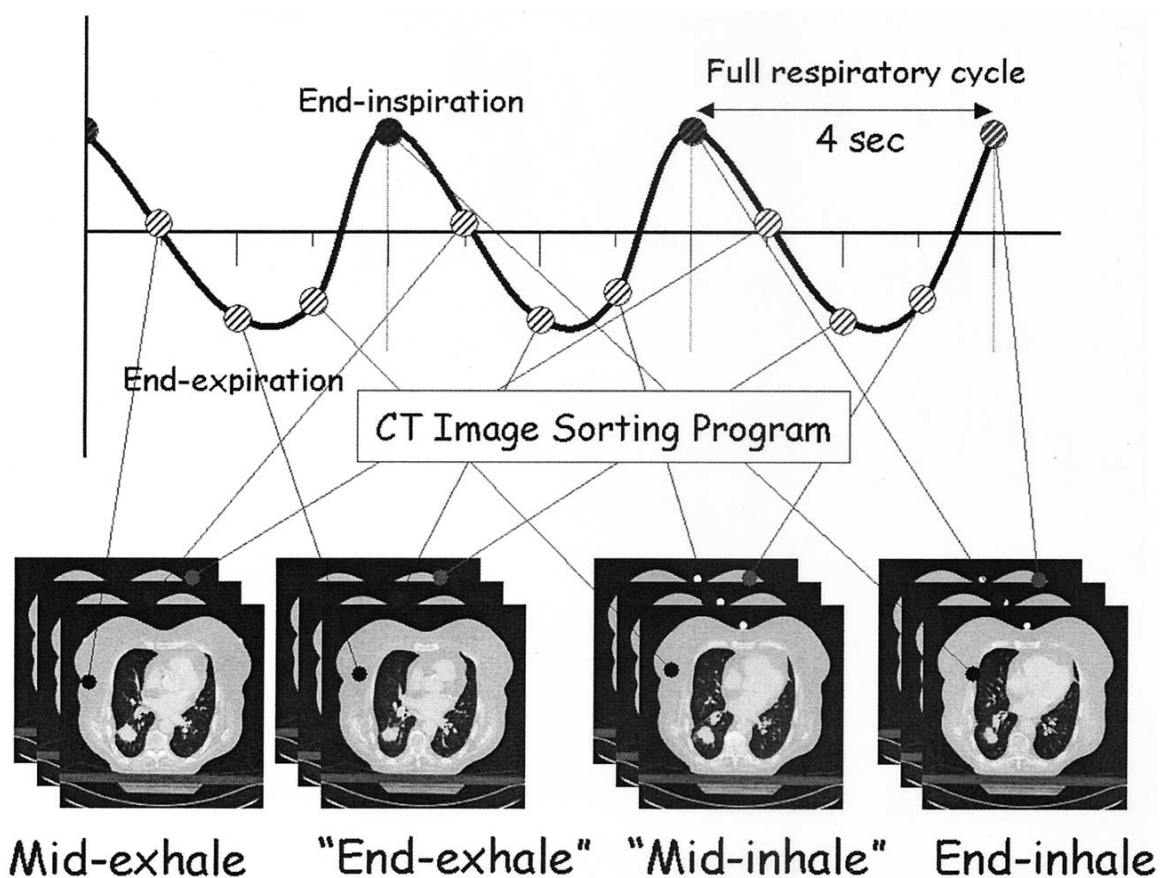 Full respiratory cycle
End-inspiration
4 sec
End-expiration
CT Image Sorting Program
Mid-exhale
"End-exhale"
"Mid-inhale"
End-inhale